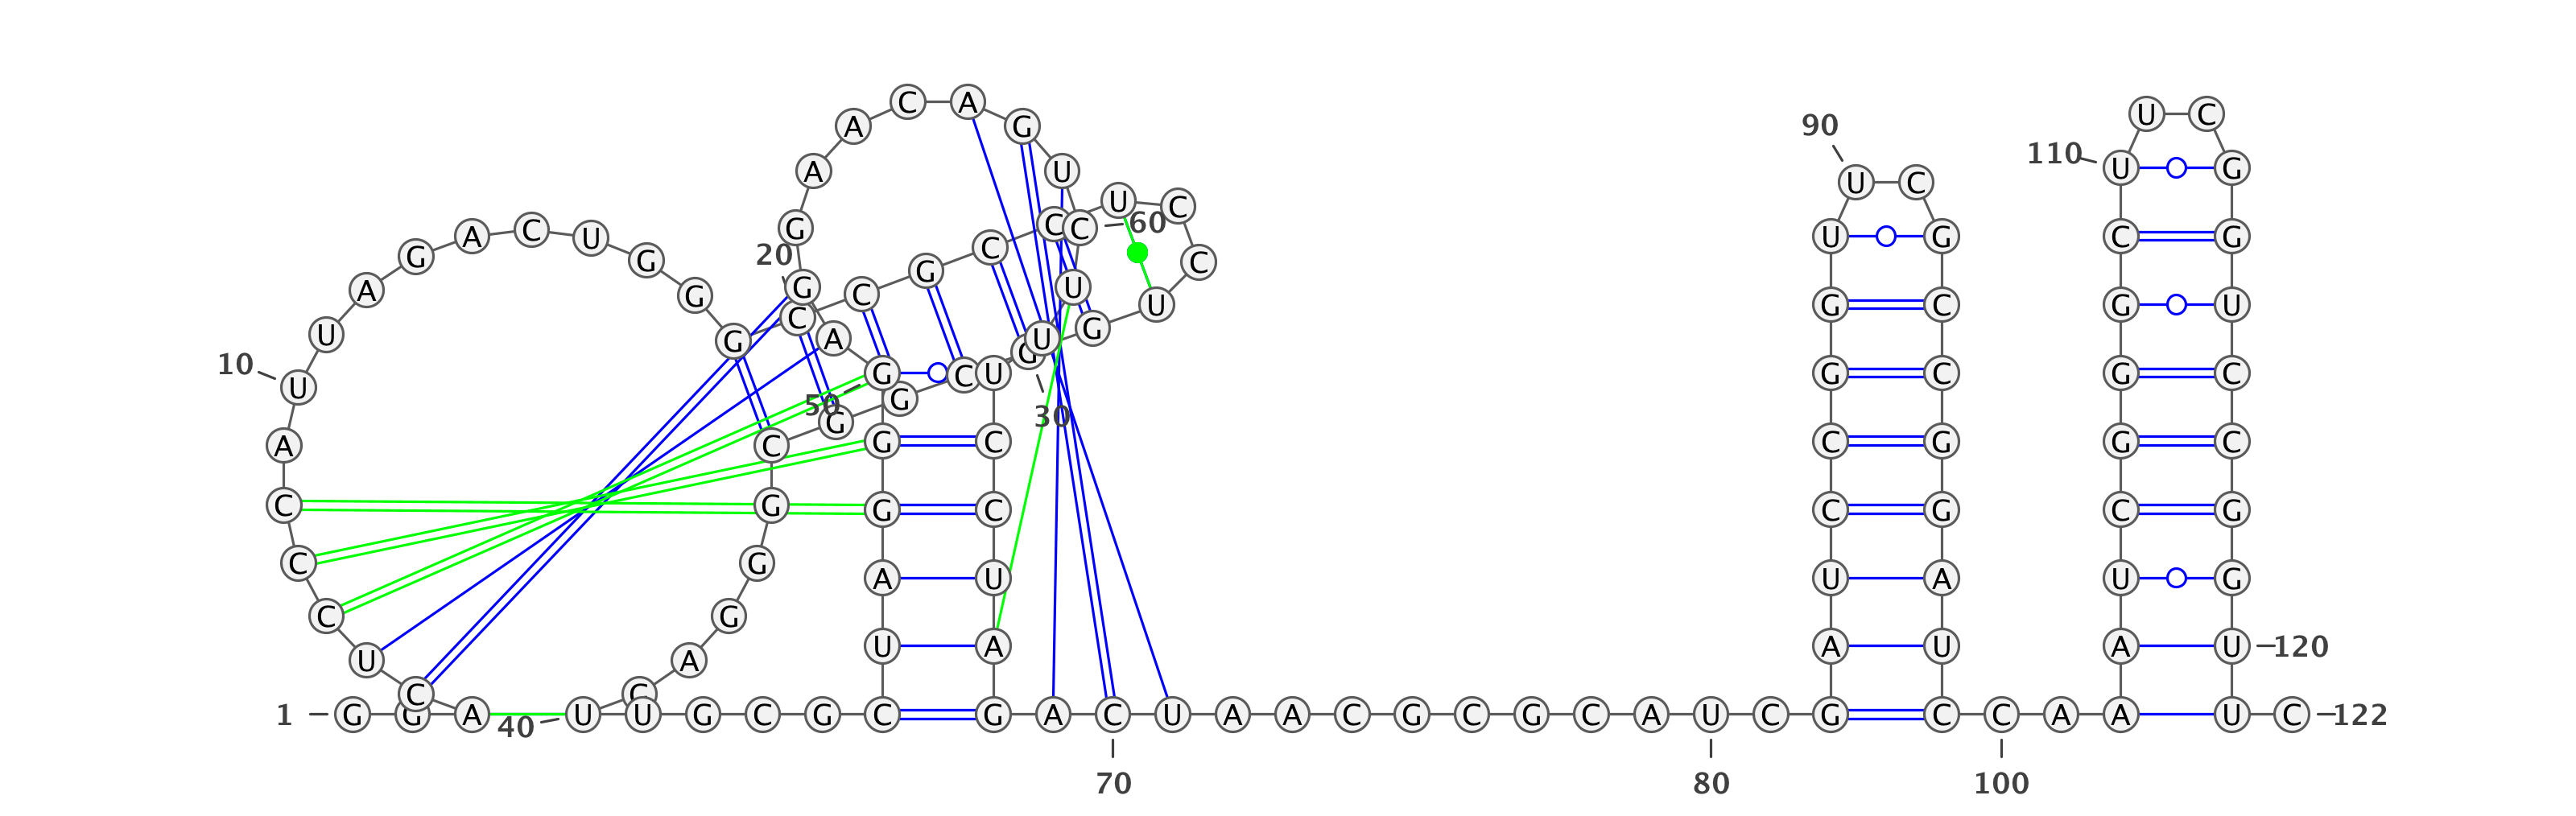 1
G G A C U C C C A U
10
U A G A C U G G G C
20
C G C C U C C U G G
30
C G G C G G G A C U
40
U G C G C U A G G G
50
A G G A A C A G U C
60
U U U C C U A G A C
70
U A A C G C G C A U
80
C G A U C C G G U U
90
C G C C G G A U C C
100
A A A U C G G G C U
110
U C G G U C C G G U
120
U C
122